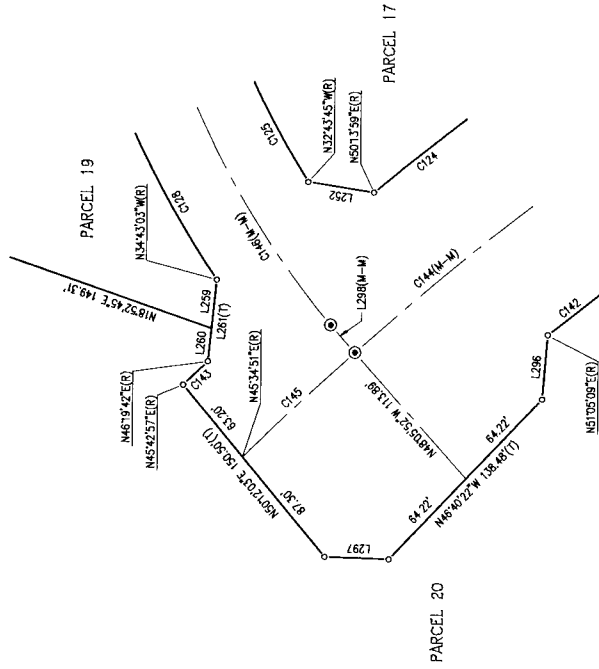 PARCEL 19
PARCEL 17
PARCEL 20
N18°52'45"E 149.31'
C128
N34°43'03"W(R)
L259
L261(T)
L260
C143
N46°19'42"E(R)
N45°42'57"E(R)
N45°34'51"E(R)
63.20'
N50°12'03"E 150.50'(T)
87.30'
C145
C125
N32°43'45"W(R)
N50°13'59"E(R)
L252
C124
C146(M-M)
L298(M-M)
C144(M-M)
N48°05'52"W 113.89'
C142
L296
N51°05'09"E(R)
64.22'
N46°40'22"W 138.48'(T)
64.22'
L297